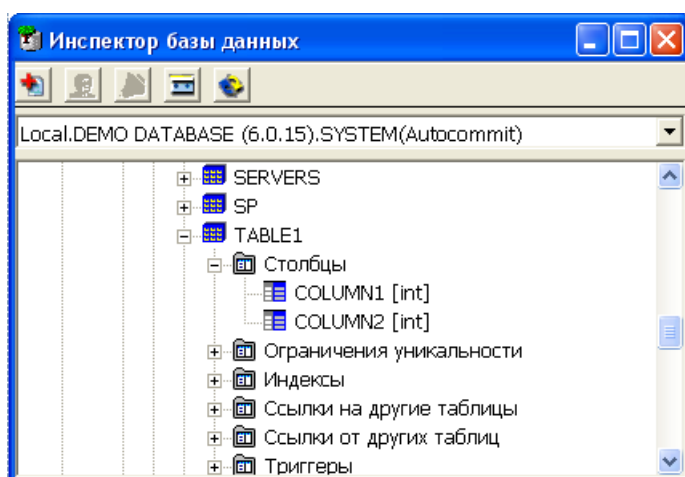 Инспектор базы данных
Local.DEMO DATABASE (6.0.15).SYSTEM(Autocommit)
SERVERS
SP
TABLE1
Столбцы
COLUMN1 [int]
COLUMN2 [int]
Ограничения уникальности
Индексы
Ссылки на другие таблицы
Ссылки от других таблиц
Триггеры